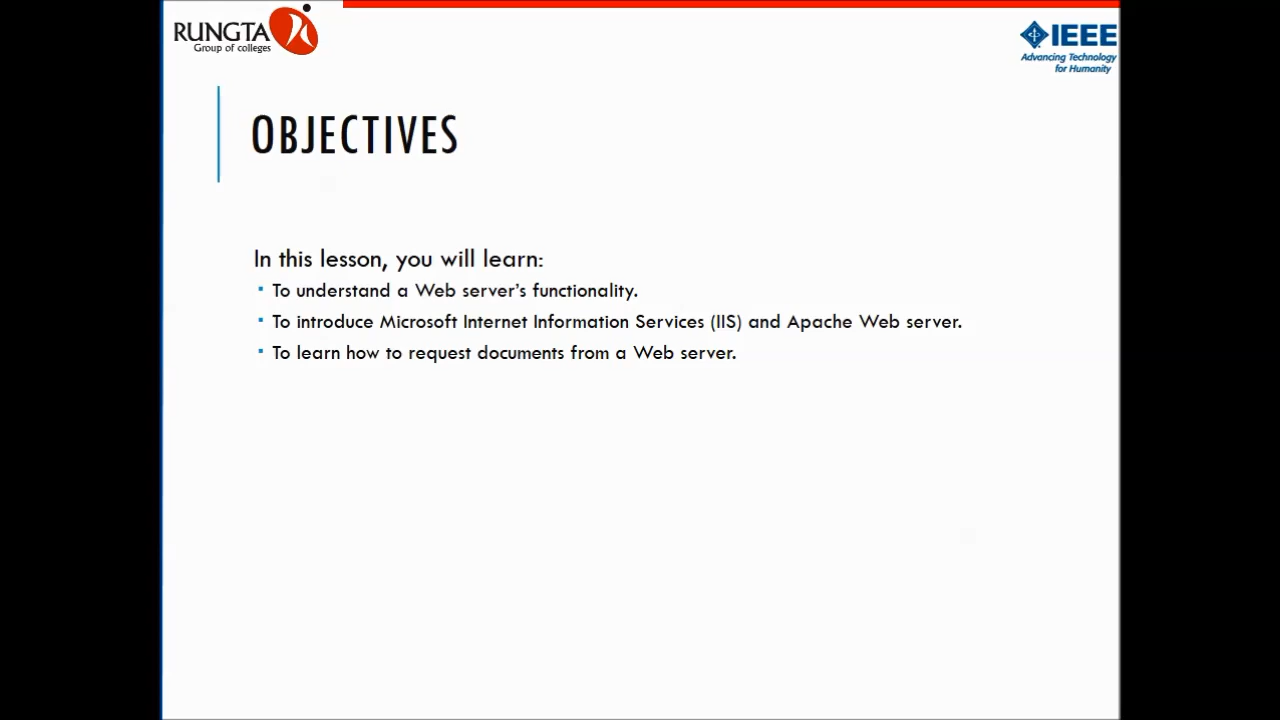 RUNGTA
Group of colleges
IEEE
Advancing Technology
for Humanity
OBJECTIVES
In this lesson, you will learn:
▪ To understand a Web server's functionality.
▪ To introduce Microsoft Internet Information Services (IIS) and Apache Web server.
▪ To learn how to request documents from a Web server.